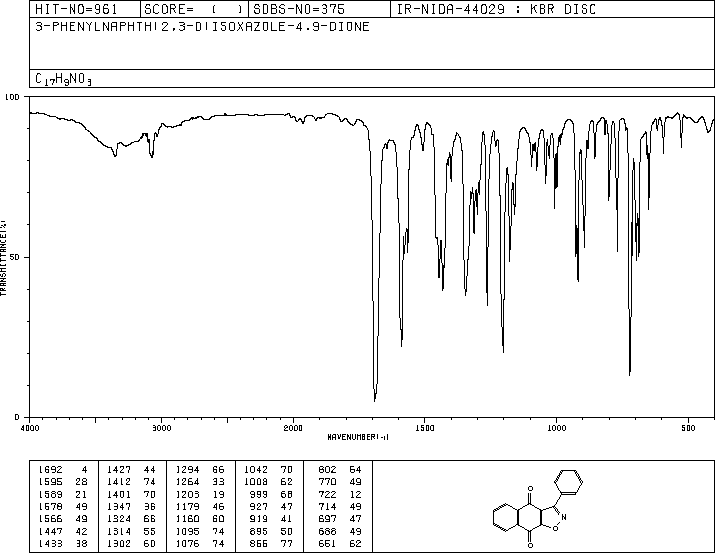 HIT-NO=961 SCORE= ( ) SDBS-NO=375 IR-NIDA-44029 : KBR DISC
3-PHENYLNAPHTH(2,3-D)ISOXAZOLE-4,9-DIONE
C17H9NO3
100
50
0
TRANSMITTANCE(%)
4000 3000 2000 1500 1000 500
WAVENUMBER(-1)
1692 4 1427 44 1294 66 1042 70 802 64
1595 28 1412 74 1264 33 1008 62 770 49
1589 21 1401 70 1203 19 999 68 722 12
1578 49 1347 36 1179 46 927 47 714 49
1566 49 1324 66 1160 60 919 41 697 47
1447 42 1314 55 1095 74 895 50 688 49
1433 38 1302 60 1076 74 866 77 651 62
O
N
O
O